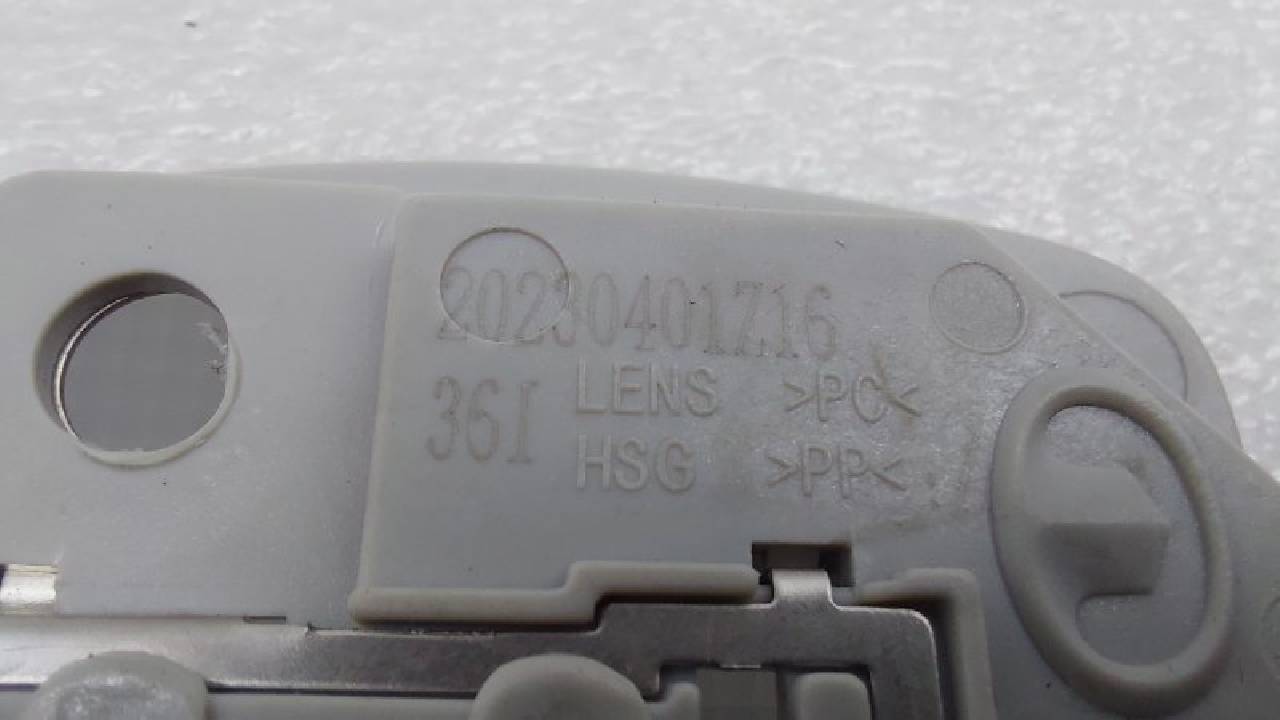 20230401Z16
36I
LENS >PC<
HSG >PP<